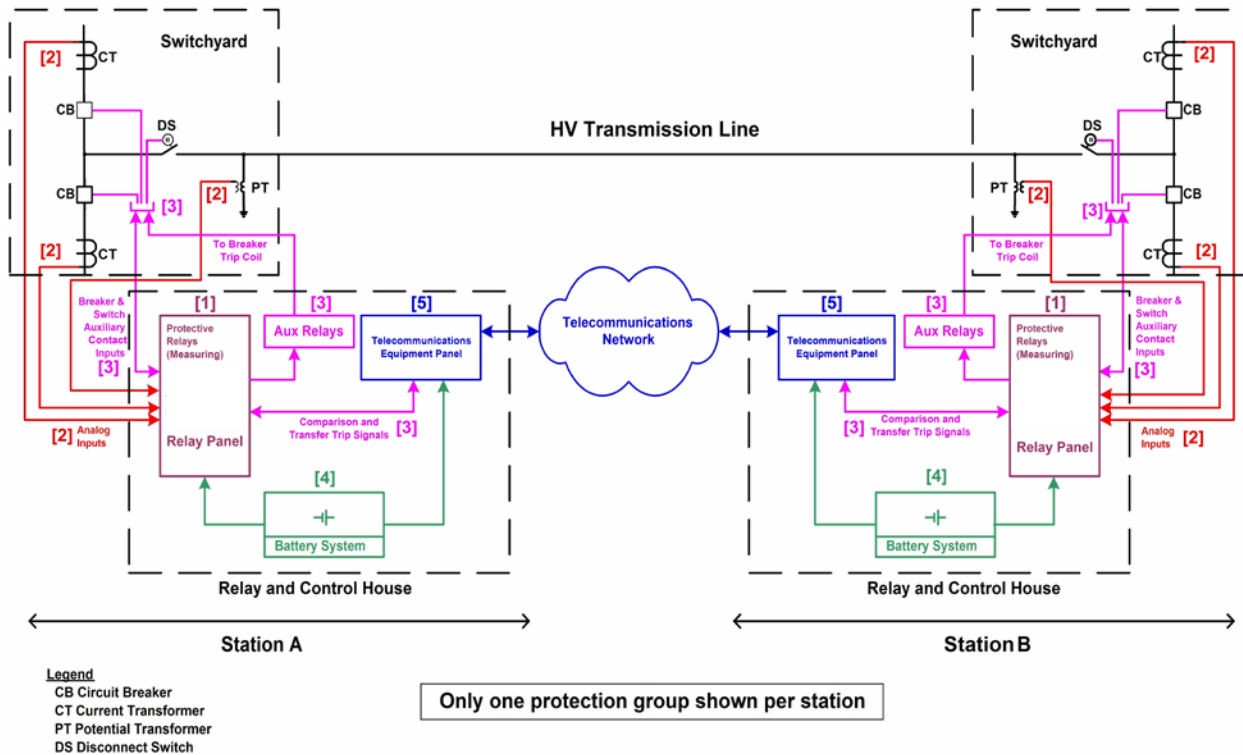 Switchyard
Switchyard
[2]
CT
CT
[2]
CB
CB
DS
DS
HV Transmission Line
CB
[2]
PT
PT
[2]
CB
[3]
[3]
[2]
CT
To Breaker
Trip Coil
To Breaker
Trip Coil
CT
[2]
Breaker &
Switch
Auxiliary
Contact
Inputs
[3]
[1]
Protective
Relays
(Measuring)
Relay Panel
[3]
Aux Relays
[5]
Telecommunications
Equipment Panel
Telecommunications
Network
[5]
Telecommunications
Equipment Panel
[3]
Aux Relays
[1]
Protective
Relays
(Measuring)
Relay Panel
Breaker &
Switch
Auxiliary
Contact
Inputs
[3]
[2] Analog
Inputs
Comparison and
Transfer Trip Signals
[3]
Comparison and
[3] Transfer Trip Signals
Analog
Inputs
[2]
[4]
Battery System
[4]
Battery System
Relay and Control House
Relay and Control House
Station A
Station B
Legend
CB Circuit Breaker
CT Current Transformer
PT Potential Transformer
DS Disconnect Switch
Only one protection group shown per station